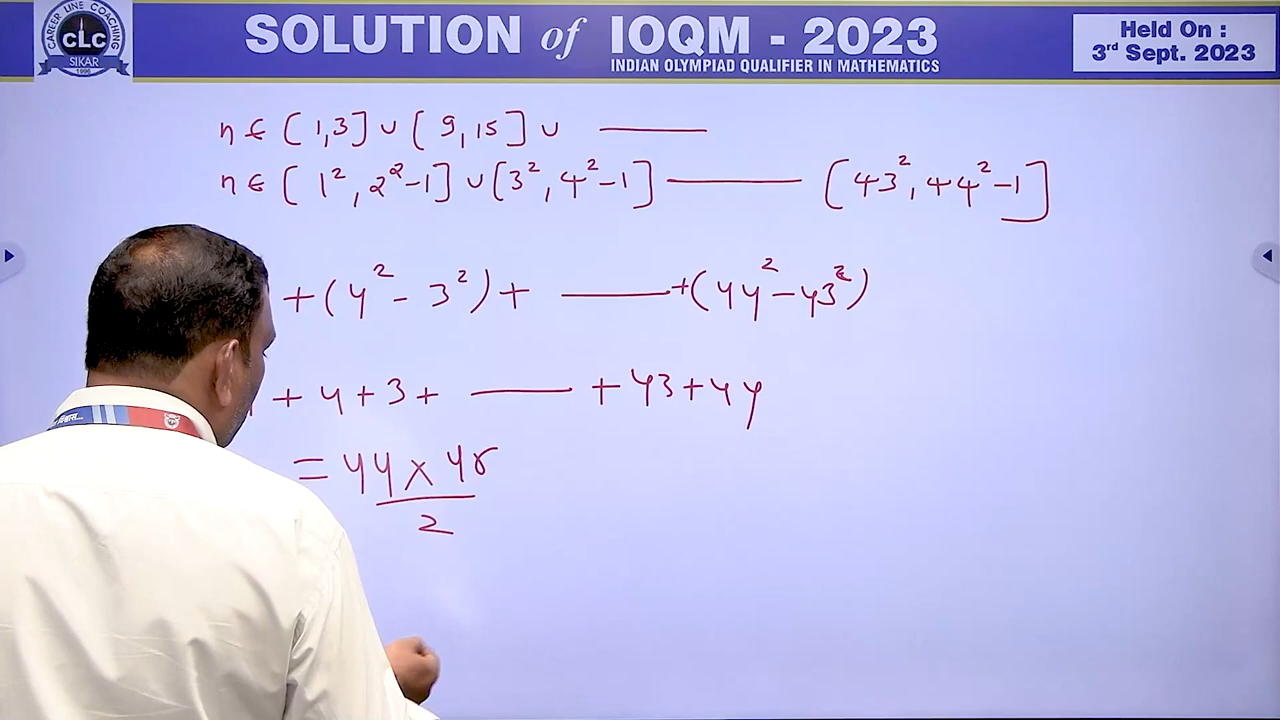 CAREER LINE COACHING
CLC
SIKAR
1996
SOLUTION of IOQM - 2023
INDIAN OLYMPIAD QUALIFIER IN MATHEMATICS
Held On :
3rd Sept. 2023
n ∈ [1,3] ∪ [9,15] ∪ ———
n ∈ [1², 2²-1] ∪ [3², 4²-1] ——— [43², 44²-1]
+ (4² - 3²) + ——— + (44² - 43²)
+ 4 + 3 + ——— + 43 + 44
= 44 × 45
2